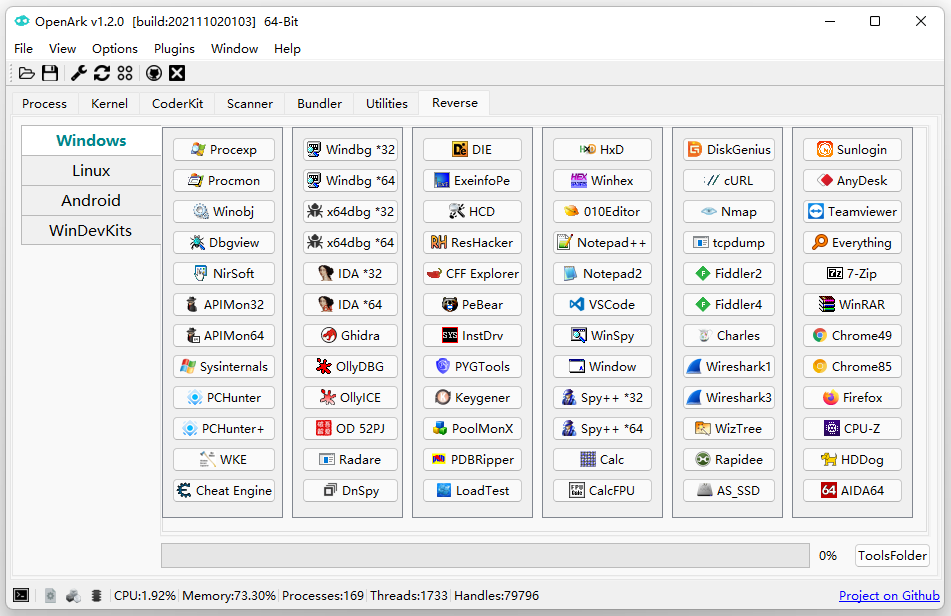 OpenArk v1.2.0 [build:202111020103] 64-Bit
File View Options Plugins Window Help
Process Kernel CoderKit Scanner Bundler Utilities Reverse
Windows
Linux
Android
WinDevKits
Procexp
Procmon
Winobj
Dbgview
NirSoft
APIMon32
APIMon64
Sysinternals
PCHunter
PCHunter+
WKE
Cheat Engine
Windbg *32
Windbg *64
x64dbg *32
x64dbg *64
IDA *32
IDA *64
Ghidra
OllyDBG
OllyICE
OD 52PJ
Radare
DnSpy
DIE
ExeinfoPe
HCD
ResHacker
CFF Explorer
PeBear
InstDrv
PYGTools
Keygener
PoolMonX
PDBRipper
LoadTest
HxD
Winhex
010Editor
Notepad++
Notepad2
VSCode
WinSpy
Window
Spy++ *32
Spy++ *64
Calc
CalcFPU
DiskGenius
cURL
Nmap
tcpdump
Fiddler2
Fiddler4
Charles
Wireshark1
Wireshark3
WizTree
Rapidee
AS_SSD
Sunlogin
AnyDesk
Teamviewer
Everything
7-Zip
WinRAR
Chrome49
Chrome85
Firefox
CPU-Z
HDDog
AIDA64
0% ToolsFolder
CPU:1.92% Memory:73.30% Processes:169 Threads:1733 Handles:79796 Project on Github